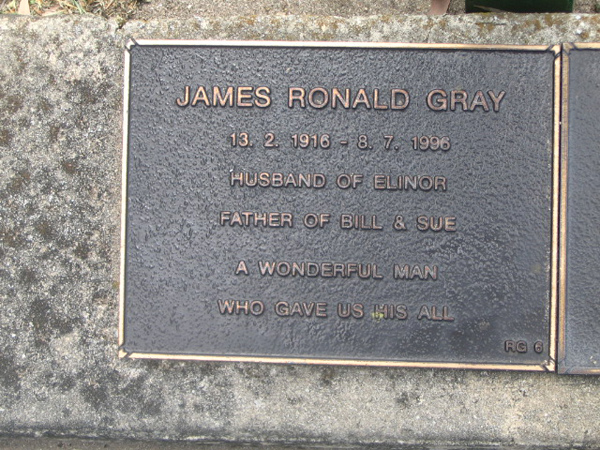 JAMES RONALD GRAY
13. 2. 1916 - 8. 7. 1996
HUSBAND OF ELINOR
FATHER OF BILL & SUE
A WONDERFUL MAN
WHO GAVE US HIS ALL
RG 6